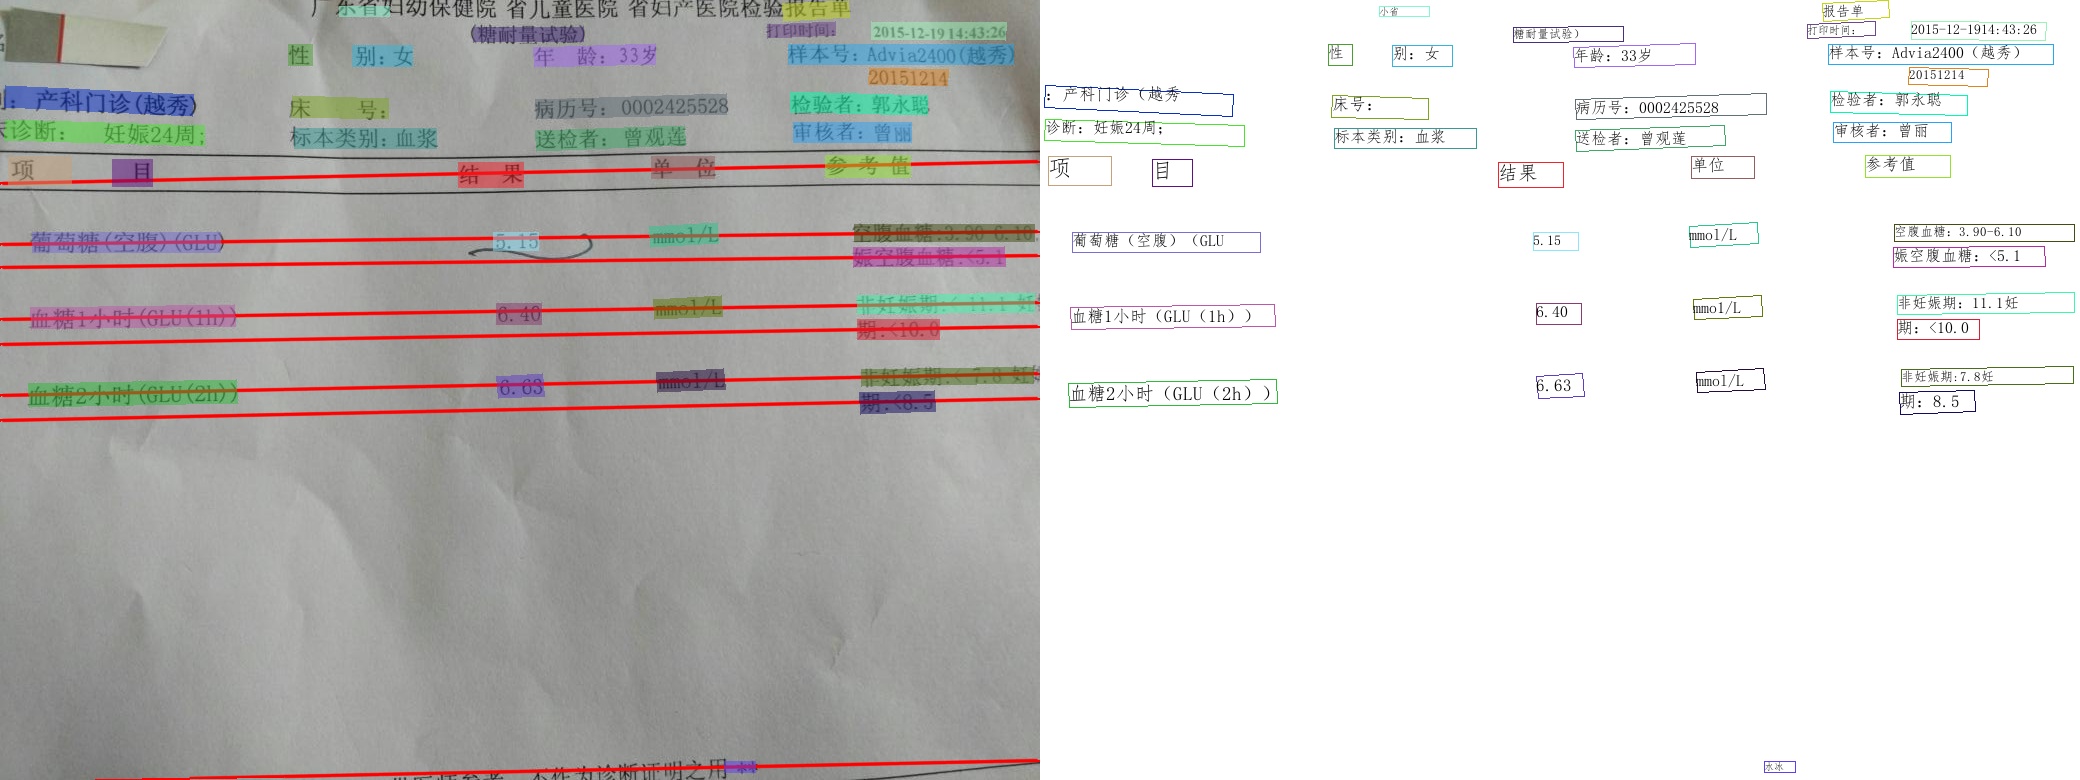 广东省妇幼保健院 省儿童医院 省妇产医院检验报告单
(糖耐量试验) 打印时间: 2015-12-19 14:43:26
性 别: 女 年 龄: 33岁 样本号: Advia2400(越秀)
20151214
: 产科门诊(越秀) 床 号: 病历号: 0002425528 检验者: 郭永聪
诊断: 妊娠24周; 标本类别: 血浆 送检者: 曾观莲 审核者: 曾丽
项 目 结 果 单 位 参 考 值
葡萄糖(空腹)(GLU) 5.15 mmol/L 空腹血糖:3.90-6.10
娠空腹血糖:<5.1
血糖1小时(GLU(1h)) 6.40 mmol/L 非妊娠期:<11.1 妊
期:<10.0
血糖2小时(GLU(2h)) 6.63 mmol/L 非妊娠期: 7.8 妊
期:<8.5
不作为诊断证明之用 **
小省 报告单
糖耐量试验） 打印时间: 2015-12-1914:43:26
性 别: 女 年龄: 33岁 样本号: Advia2400（越秀）
20151214
: 产科门诊（越秀 床号: 病历号: 0002425528 检验者: 郭永聪
诊断: 妊娠24周; 标本类别: 血浆 送检者: 曾观莲 审核者: 曾丽
项 目 结果 单位 参考值
葡萄糖（空腹）（GLU 5.15 mmol/L 空腹血糖: 3.90-6.10
娠空腹血糖: <5.1
血糖1小时（GLU（1h）） 6.40 mmol/L 非妊娠期: 11.1妊
期: <10.0
血糖2小时（GLU（2h）） 6.63 mmol/L 非妊娠期:7.8妊
期: 8.5
水冰